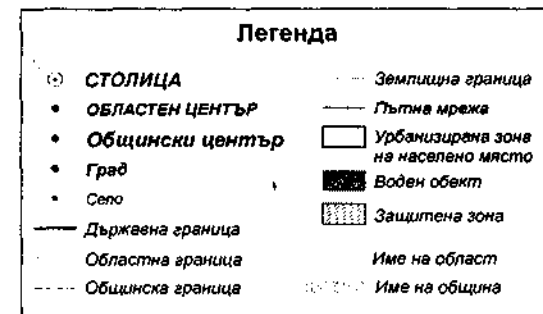 Легенда
СТОЛИЦА
ОБЛАСТЕН ЦЕНТЪР
Общински център
Град
Село
Държавна граница
Областна граница
Общинска граница
Землищна граница
Пътна мрежа
Урбанизирана зона
на населено място
Воден обект
Защитена зона
Име на област
Име на община